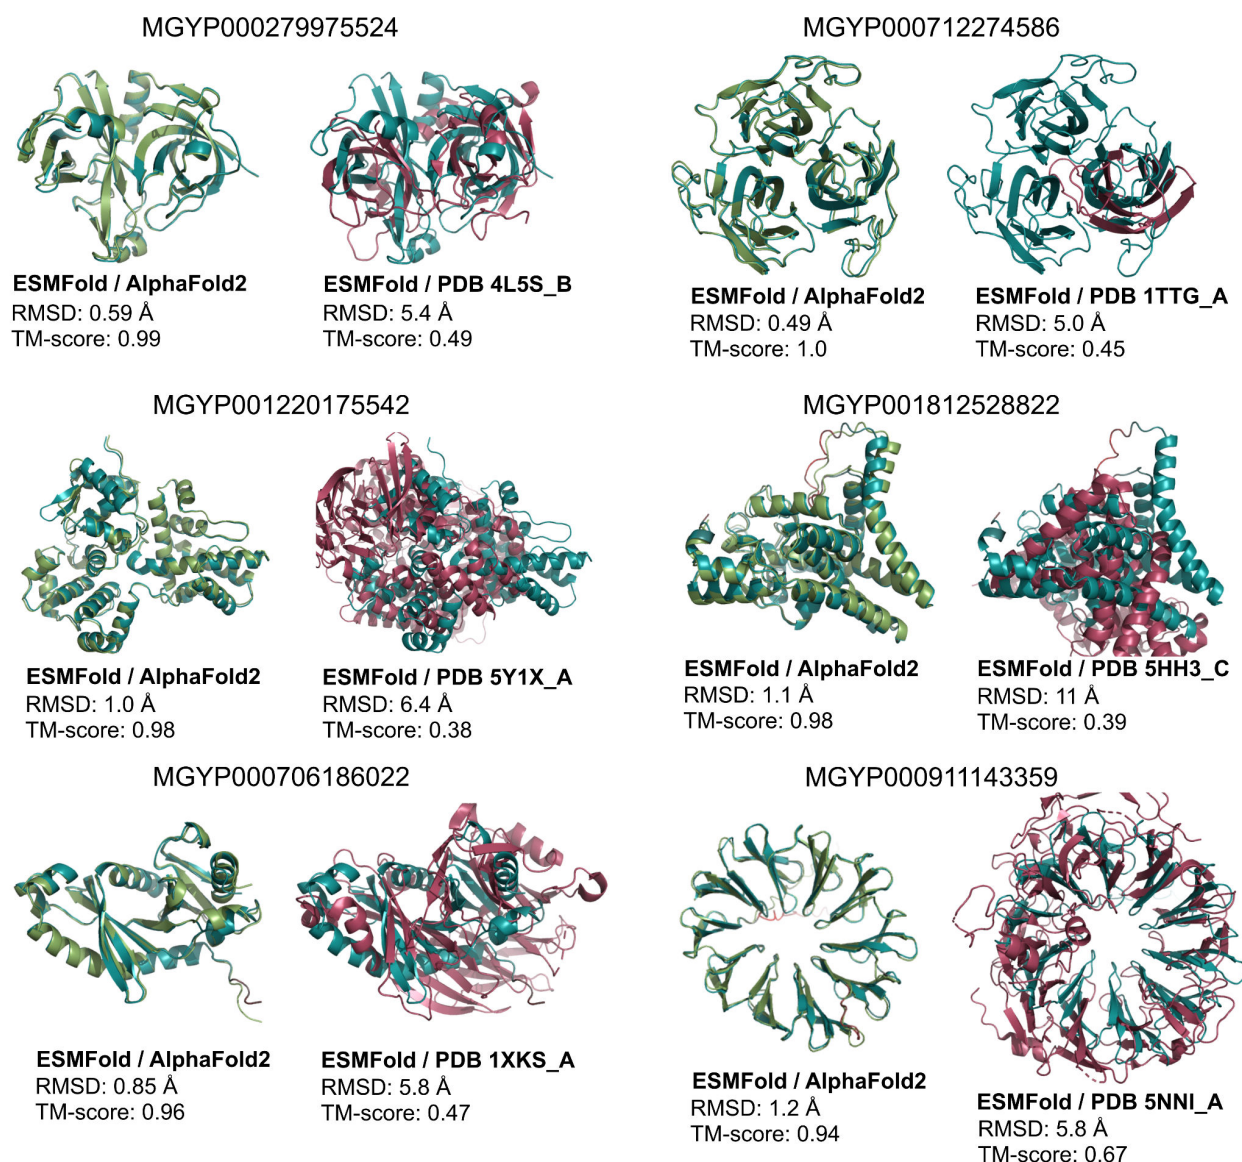 MGYP000279975524
ESMFold / AlphaFold2
RMSD: 0.59 Å
TM-score: 0.99
ESMFold / PDB 4L5S_B
RMSD: 5.4 Å
TM-score: 0.49
MGYP000712274586
ESMFold / AlphaFold2
RMSD: 0.49 Å
TM-score: 1.0
ESMFold / PDB 1TTG_A
RMSD: 5.0 Å
TM-score: 0.45
MGYP001220175542
ESMFold / AlphaFold2
RMSD: 1.0 Å
TM-score: 0.98
ESMFold / PDB 5Y1X_A
RMSD: 6.4 Å
TM-score: 0.38
MGYP001812528822
ESMFold / AlphaFold2
RMSD: 1.1 Å
TM-score: 0.98
ESMFold / PDB 5HH3_C
RMSD: 11 Å
TM-score: 0.39
MGYP000706186022
ESMFold / AlphaFold2
RMSD: 0.85 Å
TM-score: 0.96
ESMFold / PDB 1XKS_A
RMSD: 5.8 Å
TM-score: 0.47
MGYP000911143359
ESMFold / AlphaFold2
RMSD: 1.2 Å
TM-score: 0.94
ESMFold / PDB 5NNI_A
RMSD: 5.8 Å
TM-score: 0.67